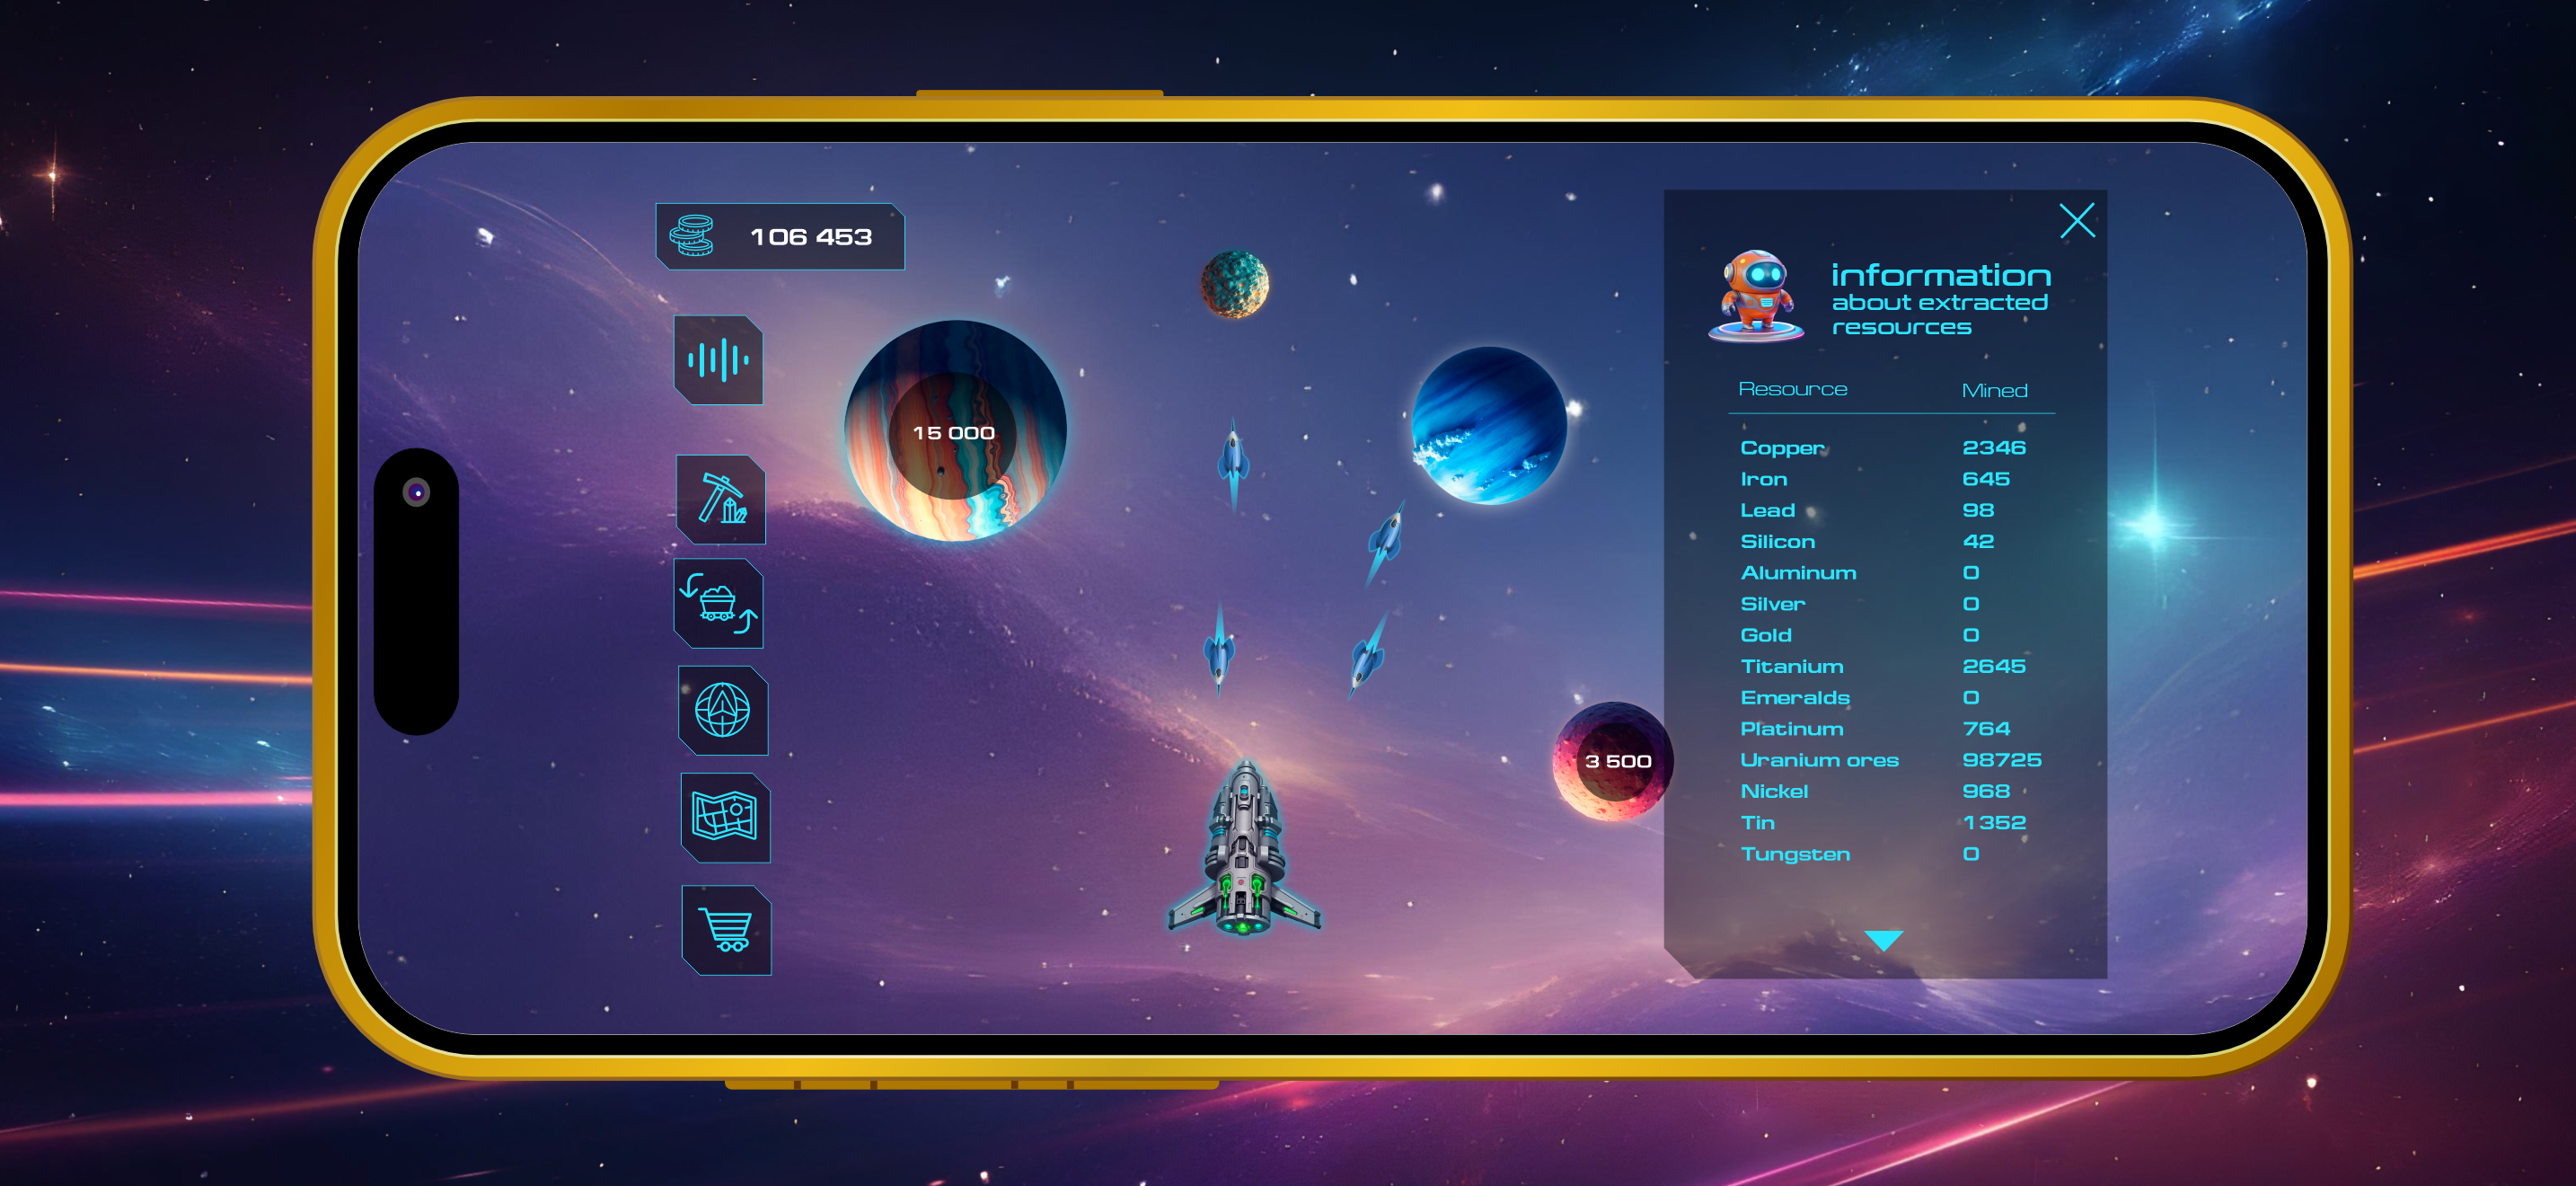 106 453
15 000
3 500
information
about extracted
resources
Resource Mined
Copper 2346
Iron 645
Lead 98
Silicon 42
Aluminum 0
Silver 0
Gold 0
Titanium 2645
Emeralds 0
Platinum 764
Uranium ores 98725
Nickel 968
Tin 1352
Tungsten 0